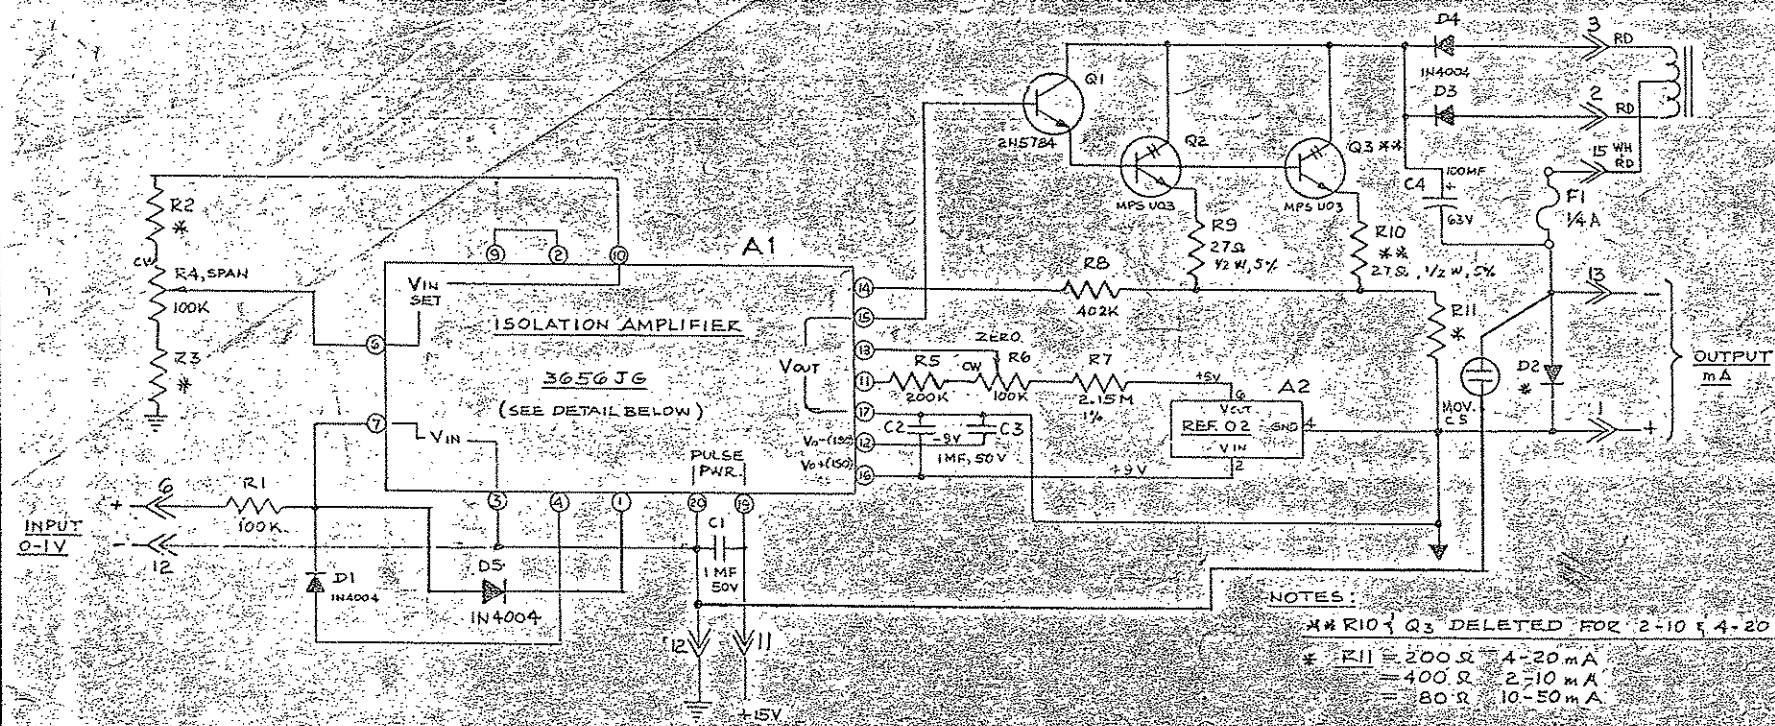 D4
3
RD
1N4004
D3
2
RD
Q1
2N5784
Q2
Q3 **
15
WH
RD
C4
100MF
+
63V
F1
1/4 A
MPS U03
MPS U03
R2
*
CW
R4, SPAN
100K
R3
*
9
2
10
A1
VIN
SET
6
ISOLATION AMPLIFIER
3656 JG
(SEE DETAIL BELOW)
VOUT
7
VIN
PULSE
PWR.
V0-(ISO)
V0+(ISO)
14
15
13
11
17
12
16
R8
402K
R9
27Ω
1/2 W, 5%
R10
**
27Ω, 1/2 W, 5%
R11
*
ZERO
R5
200K
CW
R6
100K
R7
2.15M
1%
+5V
A2
6
VOUT
REF. 02
GND
4
VIN
2
C2
C3
-9V
1MF, 50V
+9V
MOV.
C5
D2
*
13
-
1
+
OUTPUT
mA
3
4
1
20
19
INPUT
0-1V
+
6
R1
100K
-
12
D1
1N4004
D5
1N4004
C1
1MF
50V
12
11
+15V
NOTES:
** R10 & Q3 DELETED FOR 2-10 & 4-20
* R11 = 200 Ω 4-20 mA
= 400 Ω 2-10 mA
= 80 Ω 10-50 mA